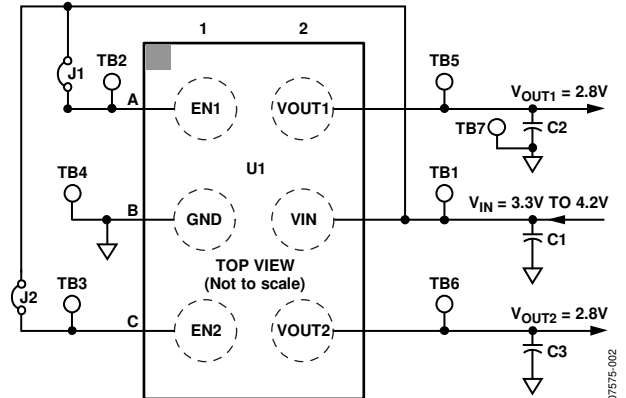 1 2
TB2 TB5
J1
VOUT1 = 2.8V
A EN1 VOUT1
TB7 C2
U1
TB4 TB1
VIN = 3.3V TO 4.2V
B GND VIN
C1
TOP VIEW
(Not to scale)
J2 TB3 TB6
VOUT2 = 2.8V
C EN2 VOUT2
C3
07575-002